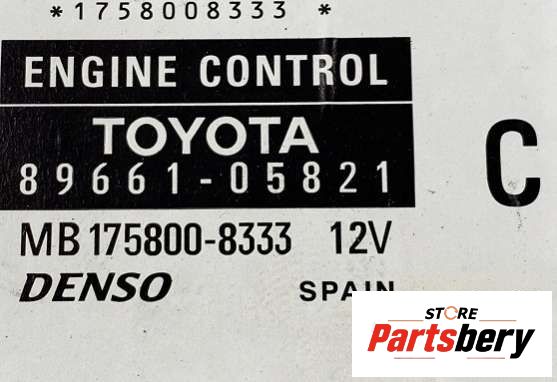 *1758008333 *
ENGINE CONTROL
TOYOTA
C
89661-05821
MB 175800-8333 12V
DENSO SPAIN
STORE
Partsbery